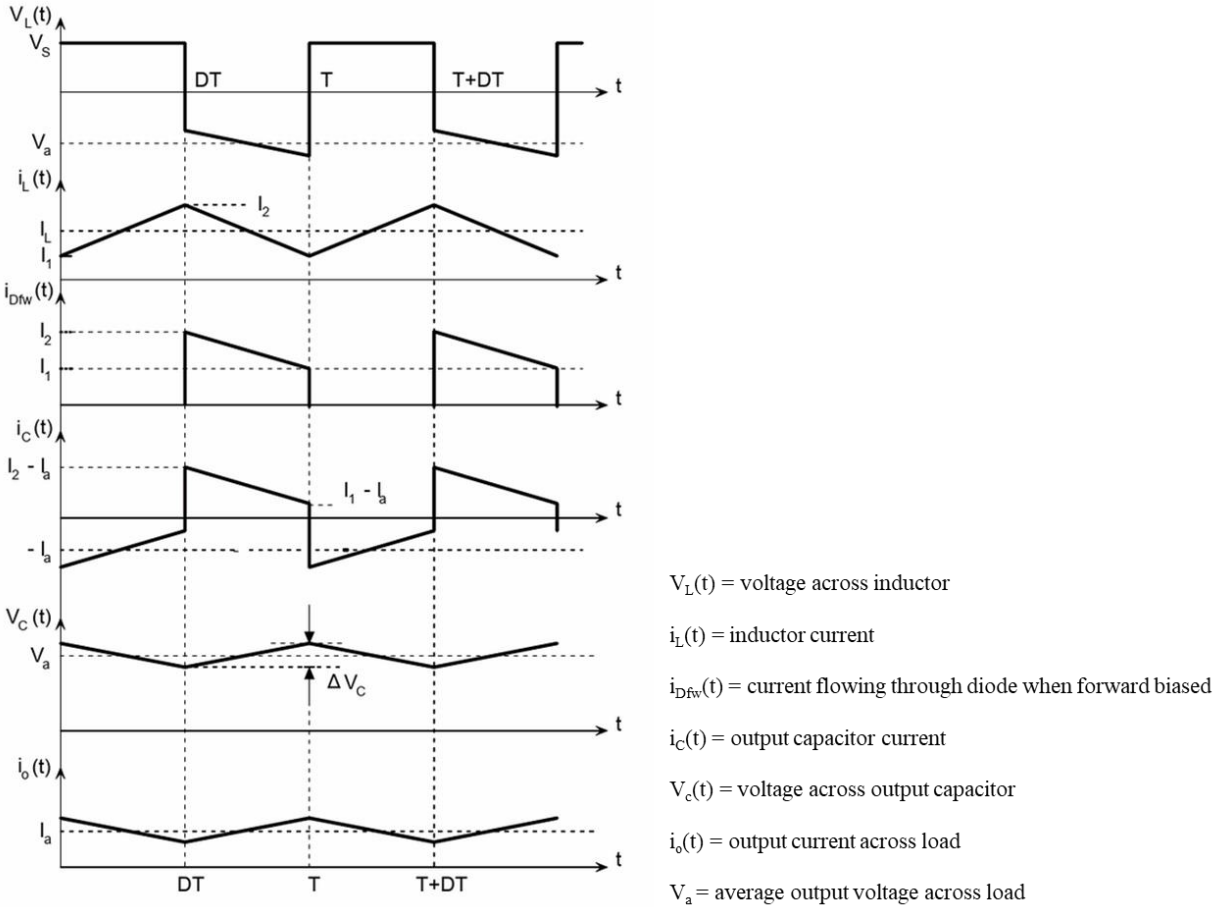 V_L(t)
V_S
DT T T+DT t
V_a
i_L(t)
I_2
I_L
I_1
t
i_Dfw(t)
I_2
I_1
t
i_C(t)
I_2 - I_a
I_1 - I_a
t
- I_a
V_C(t)
V_a
Δ V_C
t
i_o(t)
I_a
t
DT T T+DT
V_L(t) = voltage across inductor
i_L(t) = inductor current
i_Dfw(t) = current flowing through diode when forward biased
i_C(t) = output capacitor current
V_c(t) = voltage across output capacitor
i_o(t) = output current across load
V_a = average output voltage across load